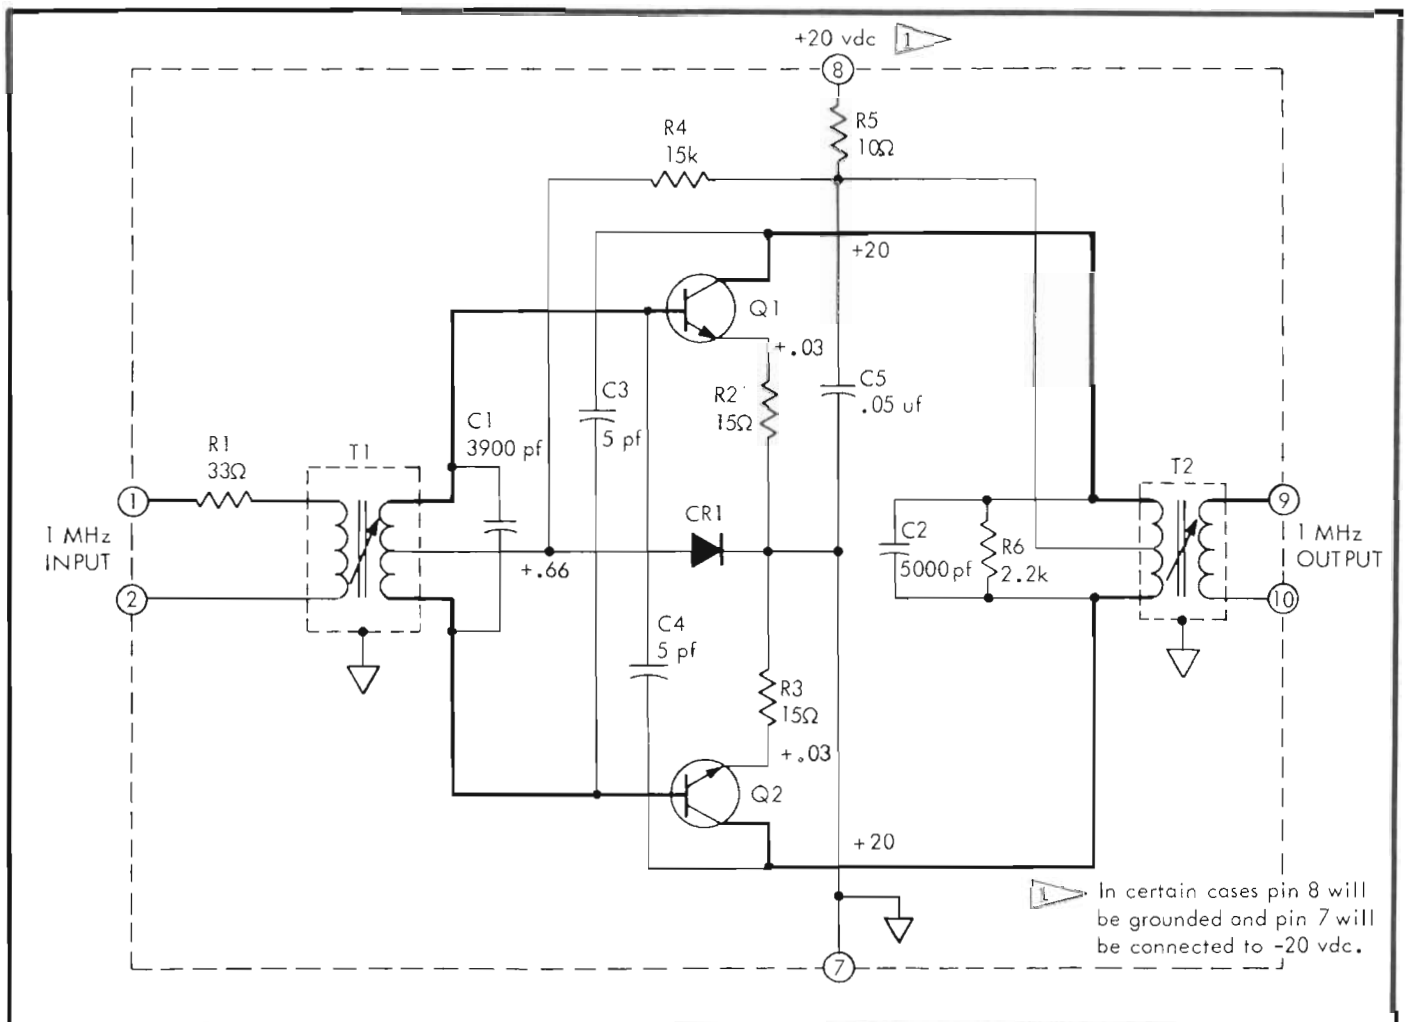 +20 vdc 1
8
R5
10Ω
R4
15k
+20
Q1
+.03
C3
5 pf
R2
15Ω
C5
.05 uf
C1
3900 pf
R1
33Ω
T1
T2
1
1 MHz
INPUT
2
CR1
+.66
C2
5000pf
R6
2.2k
9
1 MHz
OUTPUT
10
C4
5 pf
R3
15Ω
+.03
Q2
+20
1 In certain cases pin 8 will
be grounded and pin 7 will
be connected to -20 vdc.
7